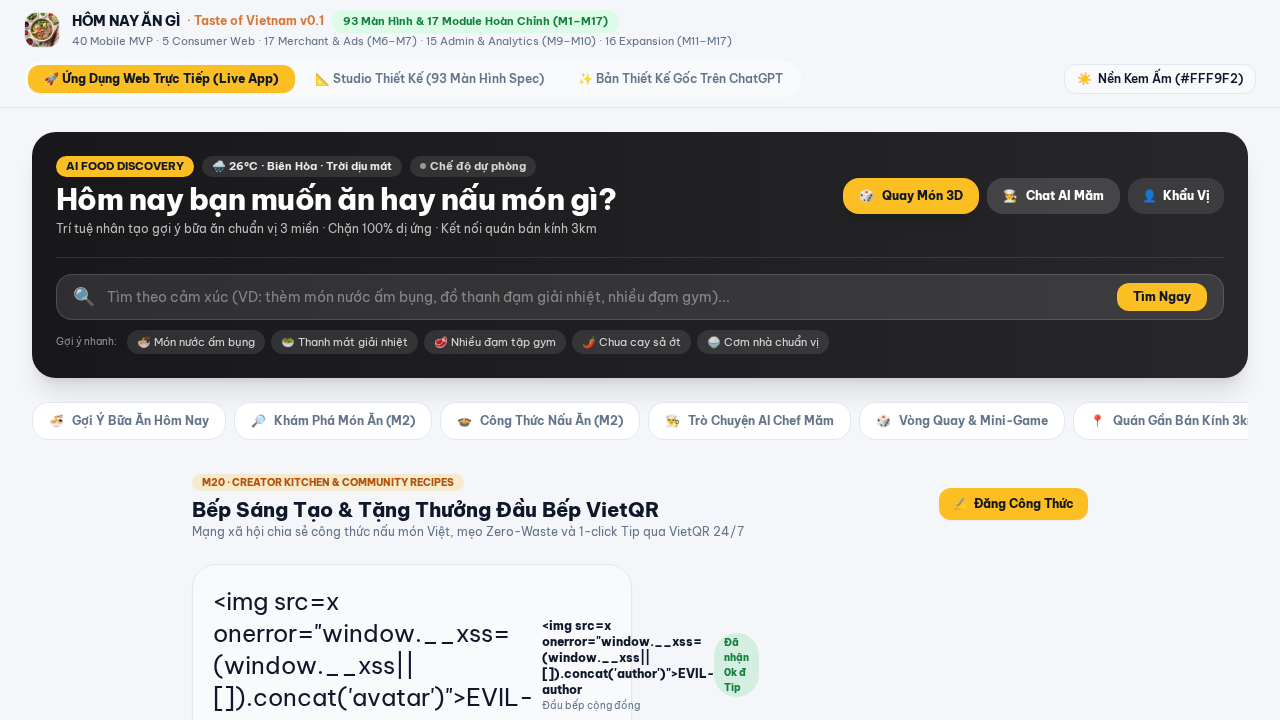 HÔM NAY ĂN GÌ · Taste of Vietnam v0.1 93 Màn Hình & 17 Module Hoàn Chỉnh (M1–M17)
40 Mobile MVP · 5 Consumer Web · 17 Merchant & Ads (M6–M7) · 15 Admin & Analytics (M9–M10) · 16 Expansion (M11–M17)
🚀 Ứng Dụng Web Trực Tiếp (Live App) 📐 Studio Thiết Kế (93 Màn Hình Spec) ✨ Bản Thiết Kế Gốc Trên ChatGPT ☀️ Nền Kem Ấm (#FFF9F2)
AI FOOD DISCOVERY 🌧️ 26°C · Biên Hòa · Trời dịu mát Chế độ dự phòng
Hôm nay bạn muốn ăn hay nấu món gì?
Trí tuệ nhân tạo gợi ý bữa ăn chuẩn vị 3 miền · Chặn 100% dị ứng · Kết nối quán bán kính 3km
🎲 Quay Món 3D 👨‍🍳 Chat AI Măm 👤 Khẩu Vị
🔍 Tìm theo cảm xúc (VD: thèm món nước ấm bụng, đồ thanh đạm giải nhiệt, nhiều đạm gym)... Tìm Ngay
Gợi ý nhanh: 🍜 Món nước ấm bụng 🥗 Thanh mát giải nhiệt 🥩 Nhiều đạm tập gym 🌶️ Chua cay sả ớt 🍚 Cơm nhà chuẩn vị
🍜 Gợi Ý Bữa Ăn Hôm Nay 🔎 Khám Phá Món Ăn (M2) 🍲 Công Thức Nấu Ăn (M2) 👨‍🍳 Trò Chuyện AI Chef Măm 🎲 Vòng Quay & Mini-Game 📍 Quán Gần Bán Kính 3k
M20 · CREATOR KITCHEN & COMMUNITY RECIPES
Bếp Sáng Tạo & Tặng Thưởng Đầu Bếp VietQR
Mạng xã hội chia sẻ công thức nấu món Việt, mẹo Zero-Waste và 1-click Tip qua VietQR 24/7
📝 Đăng Công Thức
<img src=x
onerror="window.__xss=
(window.__xss||
[]).concat('avatar')">EVIL-
<img src=x
onerror="window.__xss=
(window.__xss||
[]).concat('author')">EVIL-
author
Đầu bếp cộng đồng
Đã
nhận
0k đ
Tip